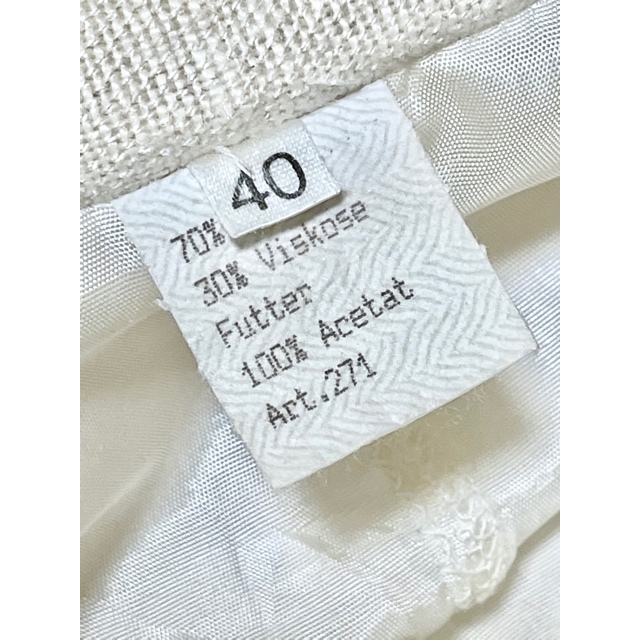 40
70%
30% Viskose
Futter
100% Acetat
Art.271